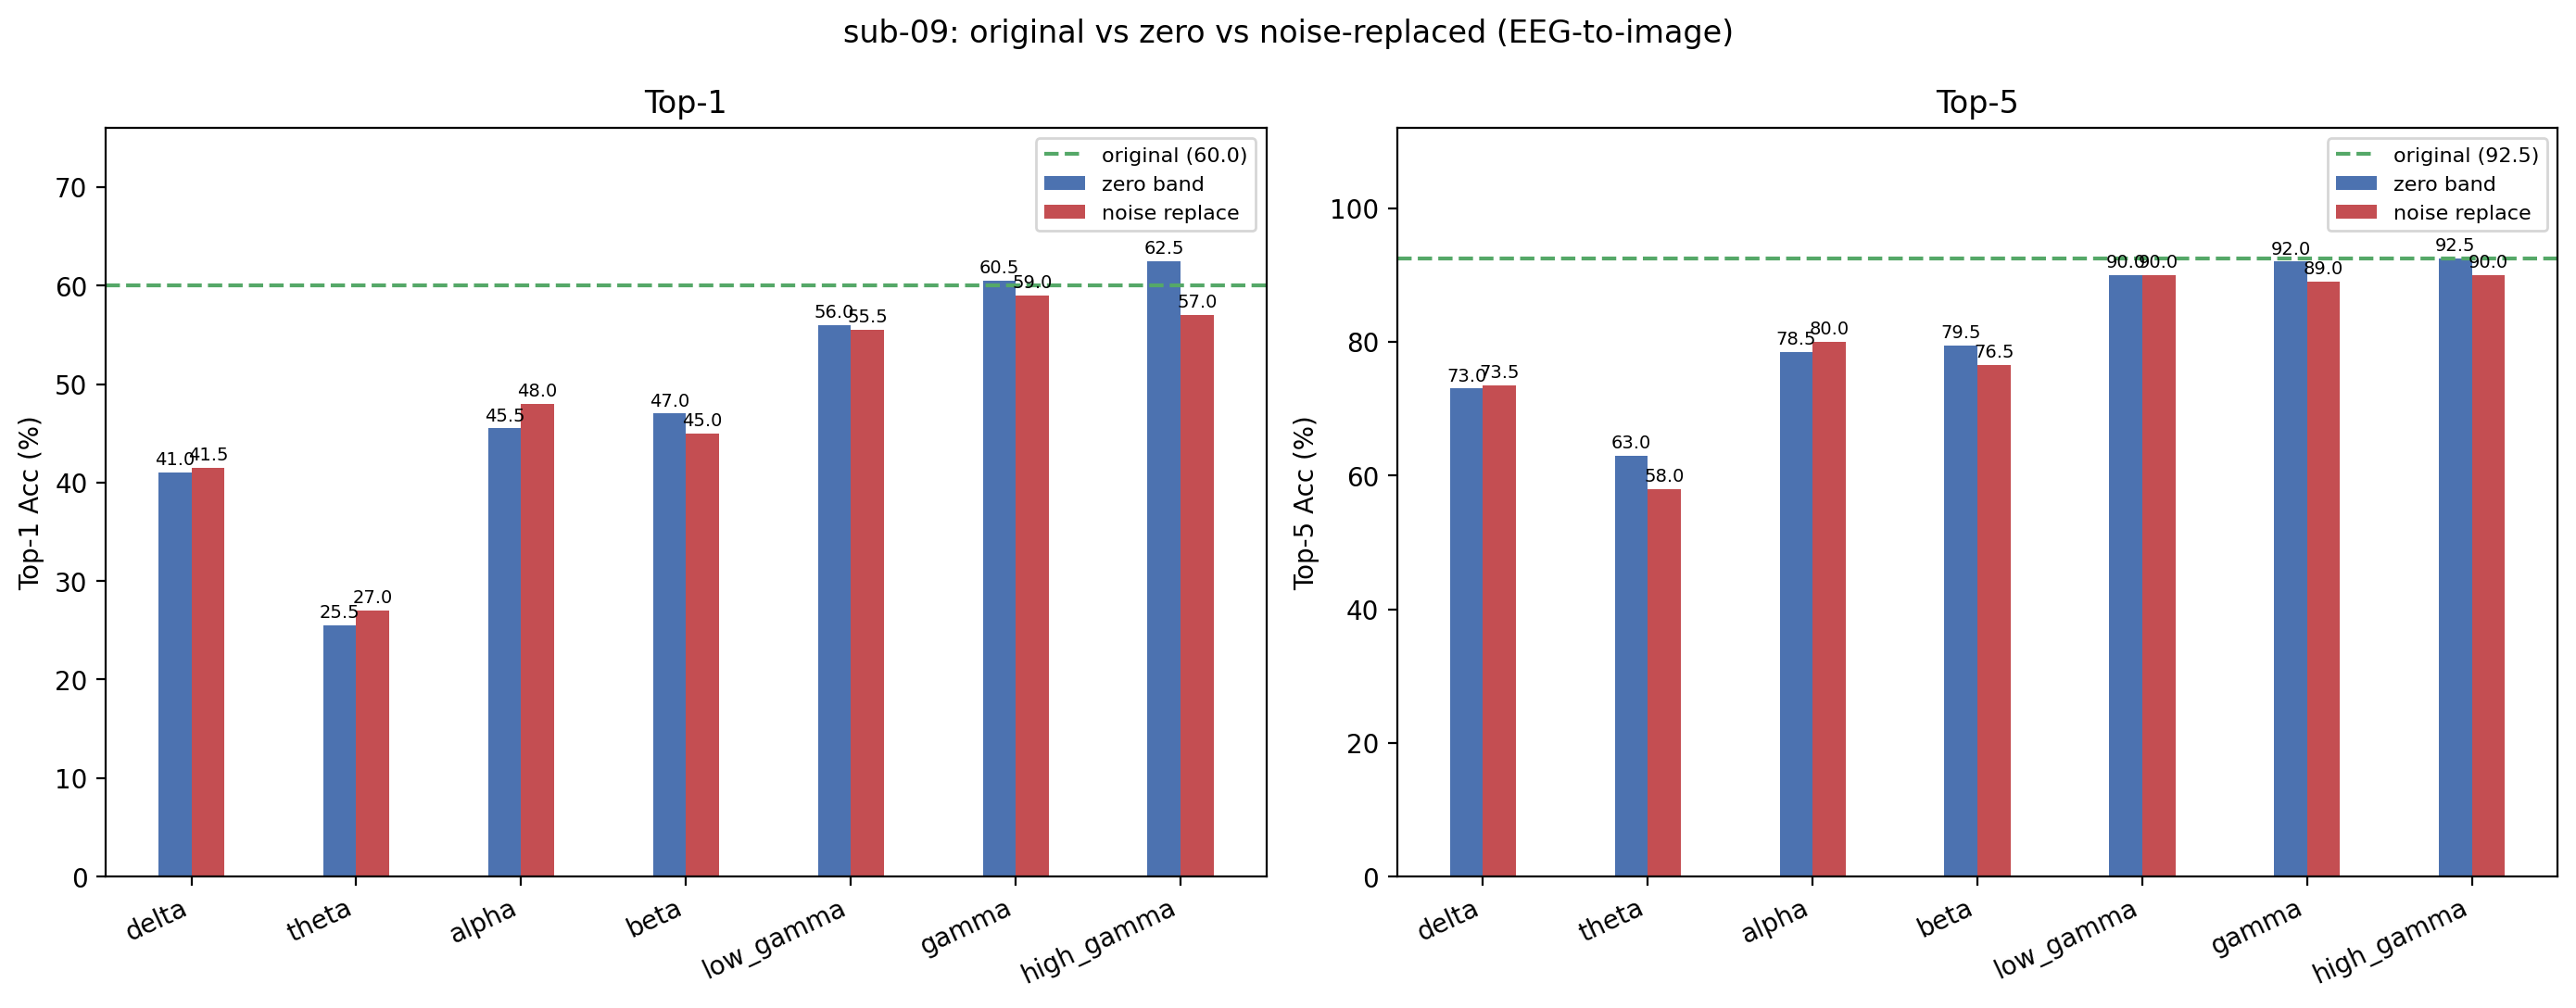 sub-09: original vs zero vs noise-replaced (EEG-to-image)
Top-1
Top-1 Acc (%)
70
60
50
40
30
20
10
0
original (60.0)
zero band
noise replace
41.0
41.5
25.5
27.0
45.5
48.0
47.0
45.0
56.0
55.5
60.5
59.0
62.5
57.0
delta
theta
alpha
beta
low_gamma
gamma
high_gamma
Top-5
Top-5 Acc (%)
100
80
60
40
20
0
original (92.5)
zero band
noise replace
73.0
73.5
63.0
58.0
78.5
80.0
79.5
76.5
90.0
90.0
92.0
89.0
92.5
90.0
delta
theta
alpha
beta
low_gamma
gamma
high_gamma